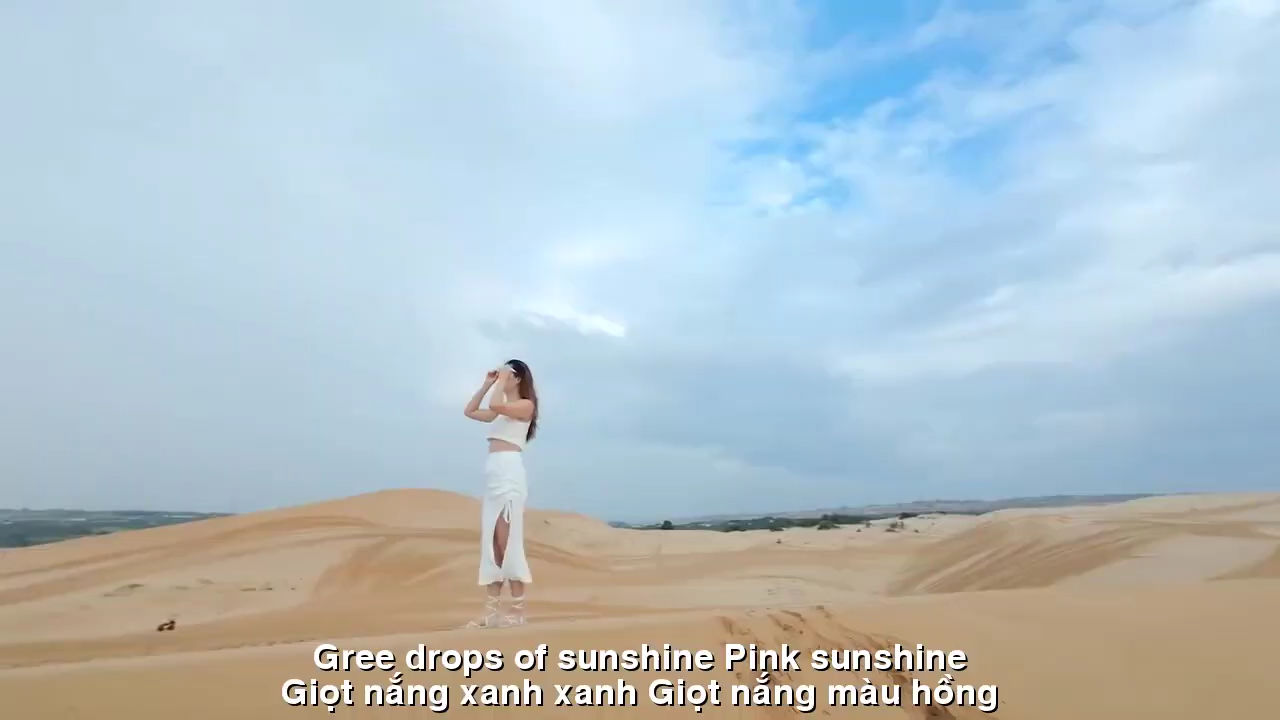 Gree drops of sunshine Pink sunshine
Giọt nắng xanh xanh Giọt nắng màu hồng